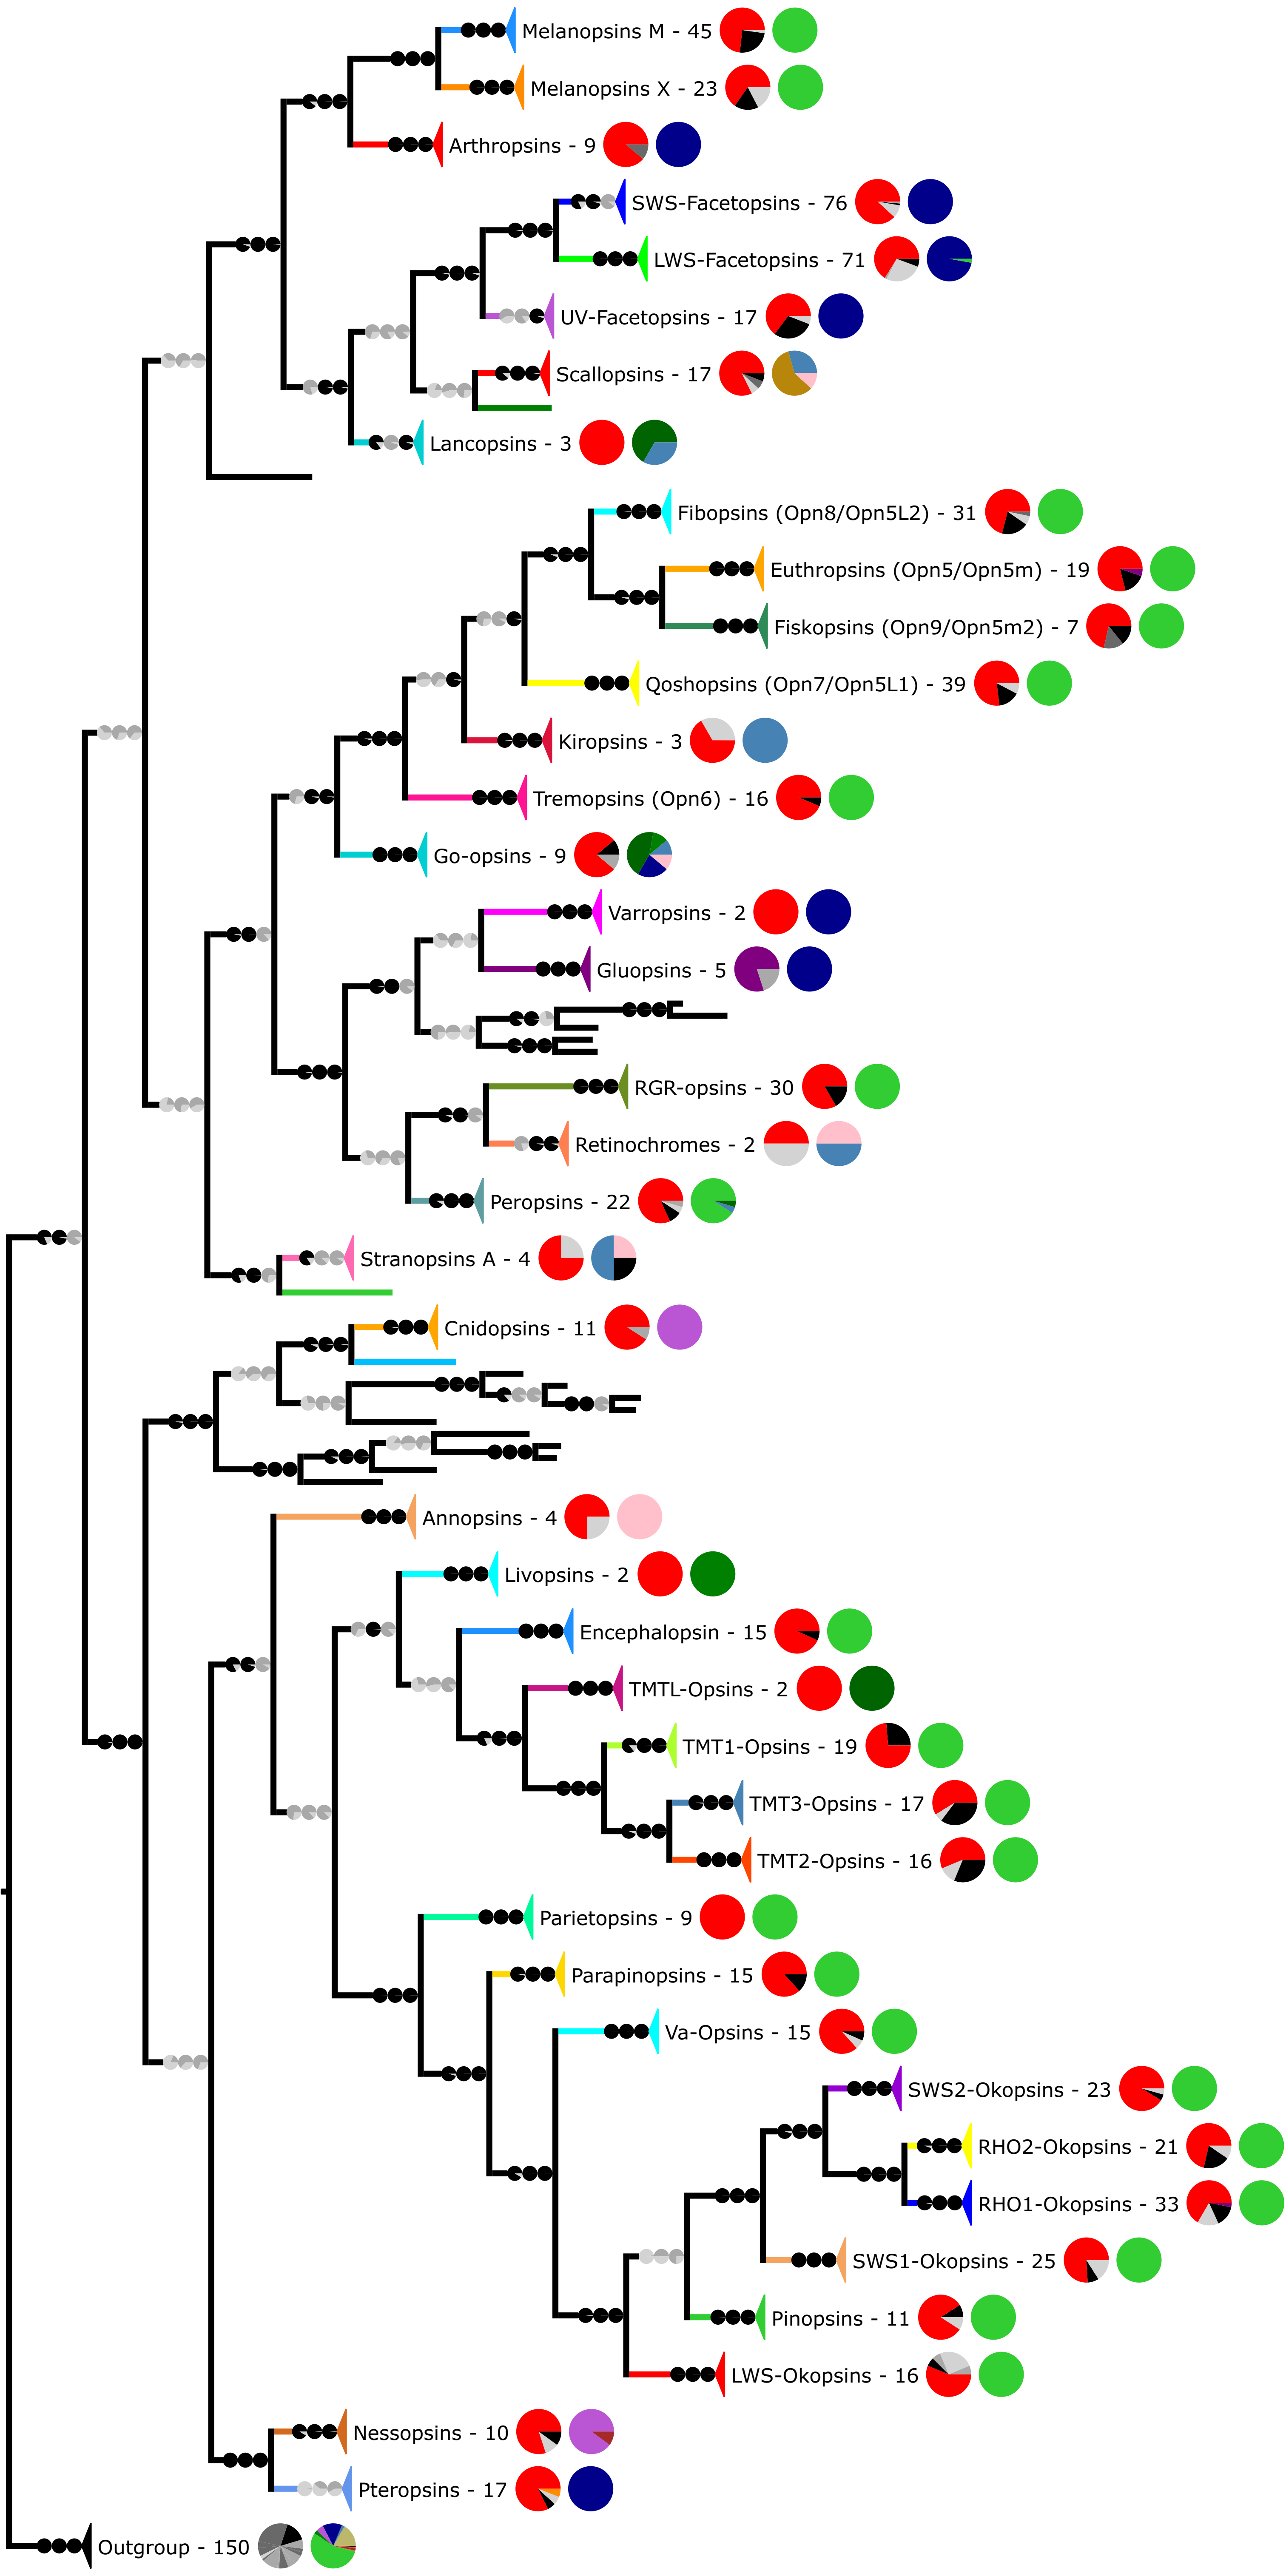 Melanopsins M - 45
Melanopsins X - 23
Arthropsins - 9
SWS-Facetopsins - 76
LWS-Facetopsins - 71
UV-Facetopsins - 17
Scallopsins - 17
Lancopsins - 3
Fibopsins (Opn8/Opn5L2) - 31
Euthropsins (Opn5/Opn5m) - 19
Fiskopsins (Opn9/Opn5m2) - 7
Qoshopsins (Opn7/Opn5L1) - 39
Kiropsins - 3
Tremopsins (Opn6) - 16
Go-opsins - 9
Varropsins - 2
Gluopsins - 5
RGR-opsins - 30
Retinochromes - 2
Peropsins - 22
Stranopsins A - 4
Cnidopsins - 11
Annopsins - 4
Livopsins - 2
Encephalopsin - 15
TMTL-Opsins - 2
TMT1-Opsins - 19
TMT3-Opsins - 17
TMT2-Opsins - 16
Parietopsins - 9
Parapinopsins - 15
Va-Opsins - 15
SWS2-Okopsins - 23
RHO2-Okopsins - 21
RHO1-Okopsins - 33
SWS1-Okopsins - 25
Pinopsins - 11
LWS-Okopsins - 16
Nessopsins - 10
Pteropsins - 17
Outgroup - 150